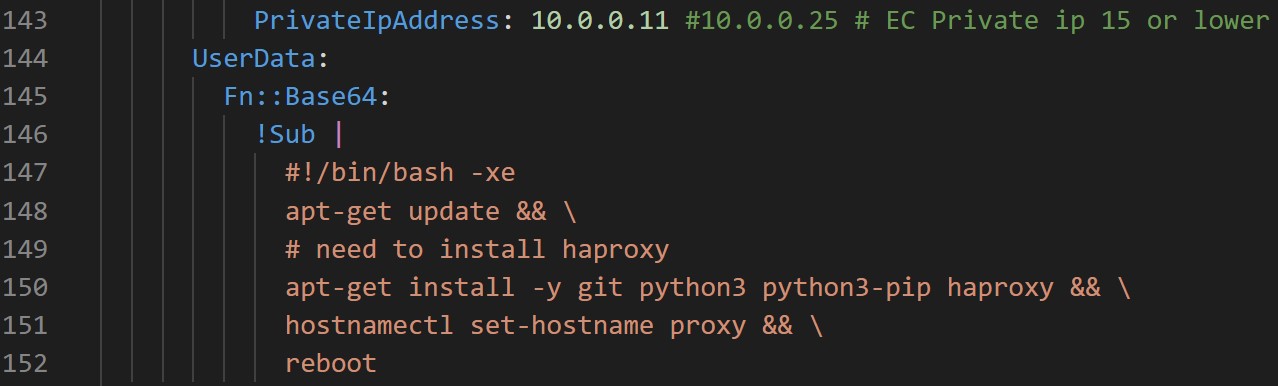 143 PrivateIpAddress: 10.0.0.11 #10.0.0.25 # EC Private ip 15 or lower
144 UserData:
145 Fn::Base64:
146 !Sub |
147 #!/bin/bash -xe
148 apt-get update && \
149 # need to install haproxy
150 apt-get install -y git python3 python3-pip haproxy && \
151 hostnamectl set-hostname proxy && \
152 reboot